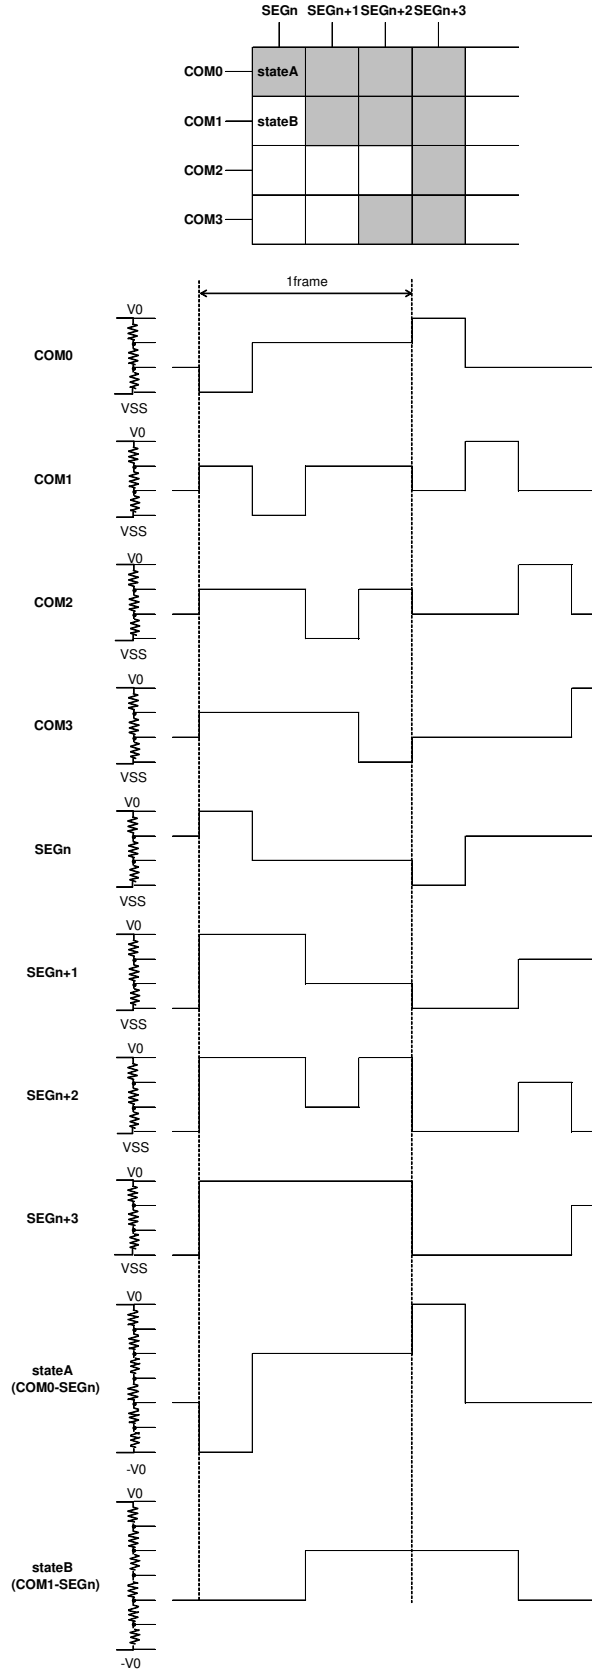 SEGn SEGn+1 SEGn+2 SEGn+3
COM0 stateA
COM1 stateB
COM2
COM3
1frame
V0
COM0
VSS
V0
COM1
VSS
V0
COM2
VSS
V0
COM3
VSS
V0
SEGn
VSS
V0
SEGn+1
VSS
V0
SEGn+2
VSS
V0
SEGn+3
VSS
V0
stateA
(COM0-SEGn)
-V0
V0
stateB
(COM1-SEGn)
-V0